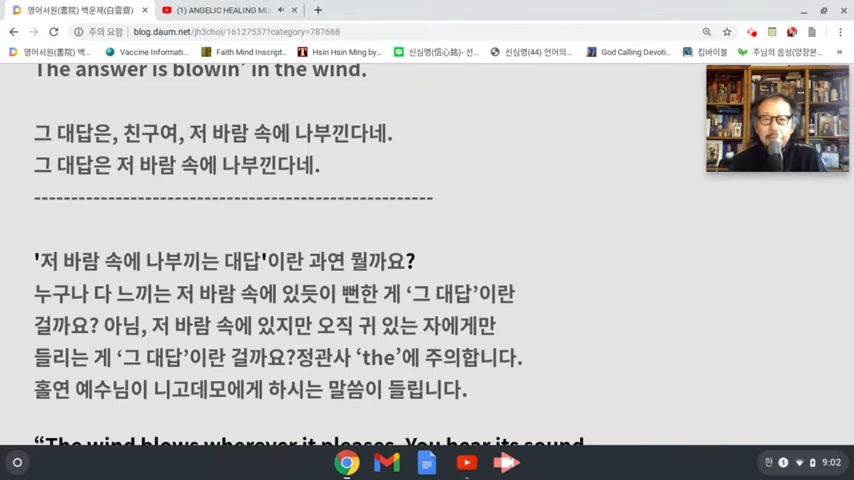 영어서원(書院) 백운재(白雲齋)
(1) ANGELIC HEALING MU
주의 요함
blog.daum.net/jh3choi/16127537?category=787668
영어서원(書院) 백운재
Vaccine Informati...
Faith Mind Inscript...
Hsin Hsin Ming by...
신심명(信心銘) -
신심명(44) 언어의...
God Calling Devoti...
킹바이블
주님의 음성(양장본...
The answer is blowin’ in the wind.
그 대답은, 친구여, 저 바람 속에 나부낀다네.
그 대답은 저 바람 속에 나부낀다네.
------------------------------------------------------
'저 바람 속에 나부끼는 대답'이란 과연 뭘까요?
누구나 다 느끼는 저 바람 속에 있듯이 뻔한 게 ‘그 대답’이란
걸까요? 아님, 저 바람 속에 있지만 오직 귀 있는 자에게만
들리는 게 ‘그 대답’이란 걸까요?정관사 ‘the’에 주의합니다.
홀연 예수님이 니고데모에게 하시는 말씀이 들립니다.
“The wind blows wherever it pleases. You hear its sound
한
1
9:02